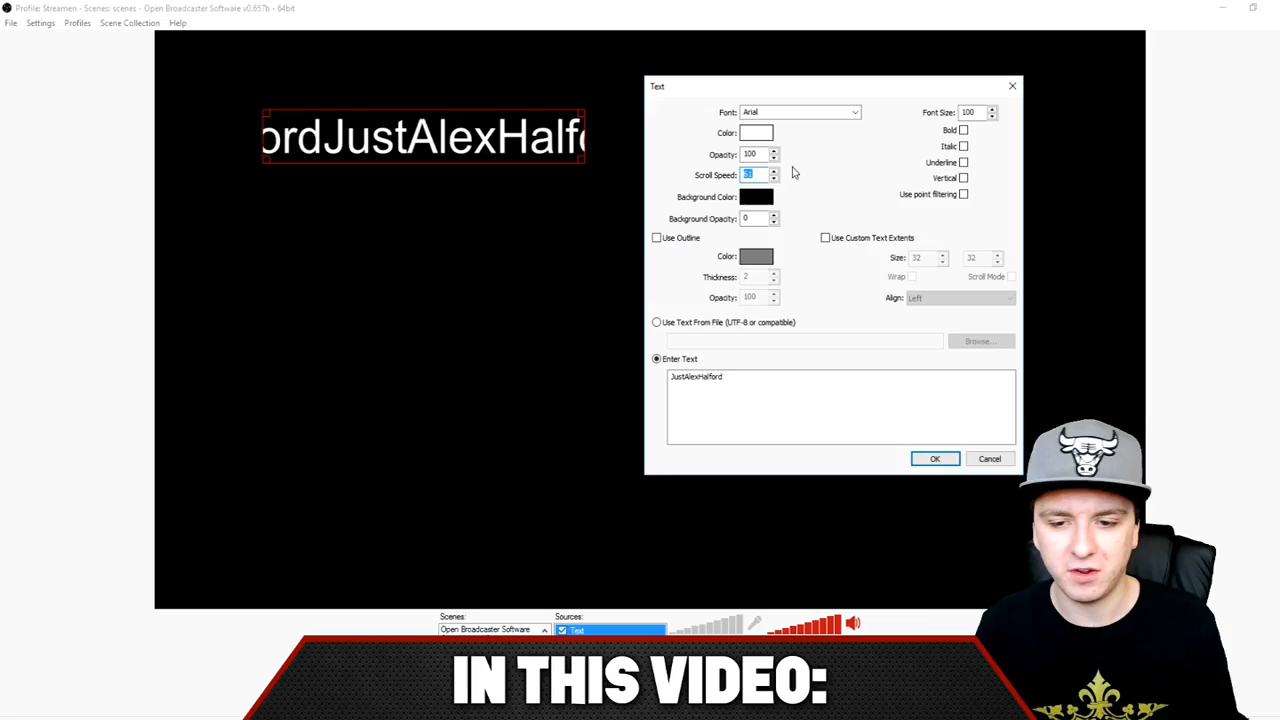 Profile: Streamen - Scenes: scenes - Open Broadcaster Software v0.657b - 64bit
File Settings Profiles Scene Collection Help
ordJustAlexHalfo
Text
Font: Arial
Font Size: 100
Color:
Bold
Italic
Opacity: 100
Underline
Scroll Speed: 61
Vertical
Background Color:
Use point filtering
Background Opacity: 0
Use Outline
Use Custom Text Extents
Color:
Size: 32 32
Thickness: 2
Wrap
Scroll Mode
Opacity: 100
Align: Left
Use Text From File (UTF-8 or compatible)
Browse...
Enter Text
JustAlexHalford
OK
Cancel
Scenes:
Sources:
Open Broadcaster Software
Text
IN THIS VIDEO: